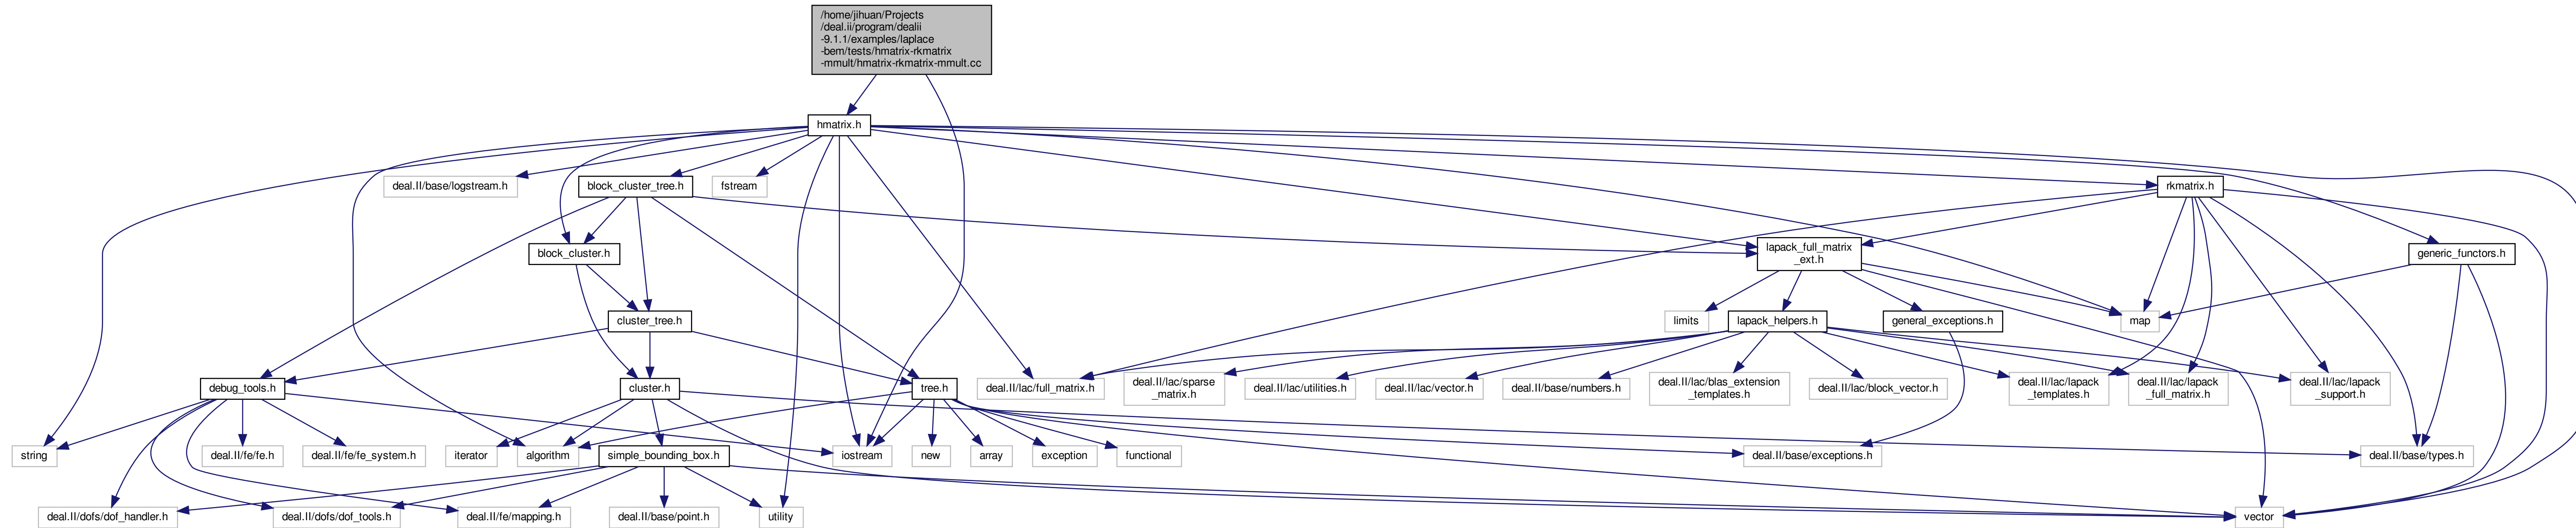 /home/jihuan/Projects
/deal.ii/program/dealii
-9.1.1/examples/laplace
-bem/tests/hmatrix-rkmatrix
-mmult/hmatrix-rkmatrix-mmult.cc
hmatrix.h
deal.II/base/logstream.h
block_cluster_tree.h
fstream
rkmatrix.h
block_cluster.h
lapack_full_matrix
_ext.h
generic_functors.h
cluster_tree.h
limits
lapack_helpers.h
general_exceptions.h
map
debug_tools.h
cluster.h
tree.h
deal.II/lac/full_matrix.h
deal.II/lac/sparse
_matrix.h
deal.II/lac/utilities.h
deal.II/lac/vector.h
deal.II/base/numbers.h
deal.II/lac/blas_extension
_templates.h
deal.II/lac/block_vector.h
deal.II/lac/lapack
_templates.h
deal.II/lac/lapack
_full_matrix.h
deal.II/lac/lapack
_support.h
string
deal.II/fe/fe.h
deal.II/fe/fe_system.h
iterator
algorithm
simple_bounding_box.h
iostream
new
array
exception
functional
deal.II/base/exceptions.h
deal.II/base/types.h
deal.II/dofs/dof_handler.h
deal.II/dofs/dof_tools.h
deal.II/fe/mapping.h
deal.II/base/point.h
utility
vector